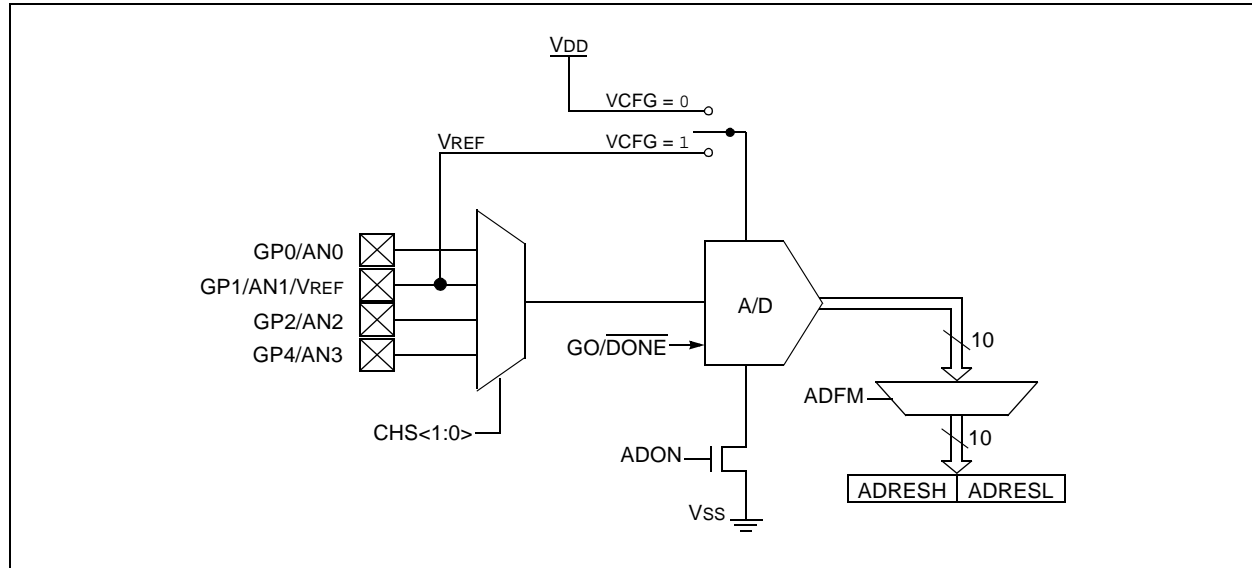 VDD
VCFG = 0
VREF
VCFG = 1
GP0/AN0
GP1/AN1/VREF
GP2/AN2
GP4/AN3
A/D
GO/DONE
10
ADFM
CHS<1:0>
10
ADON
ADRESH ADRESL
VSS